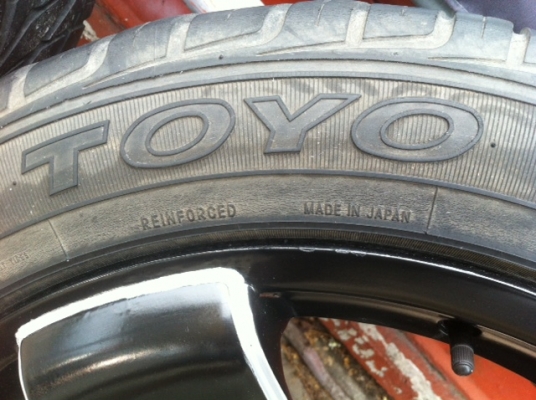 TOYO
REINFORCED MADE IN JAPAN